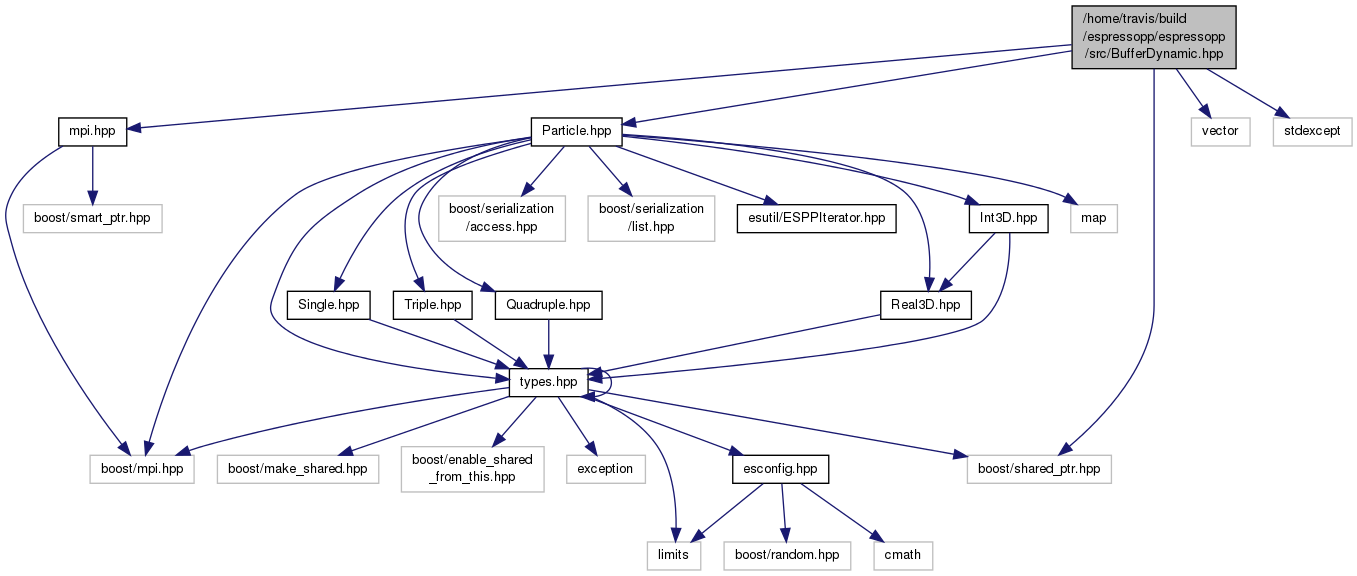 /home/travis/build
/espressopp/espressopp
/src/BufferDynamic.hpp
mpi.hpp
Particle.hpp
vector
stdexcept
boost/smart_ptr.hpp
boost/serialization
/access.hpp
boost/serialization
/list.hpp
esutil/ESPPIterator.hpp
Int3D.hpp
map
Single.hpp
Triple.hpp
Quadruple.hpp
Real3D.hpp
types.hpp
boost/mpi.hpp
boost/make_shared.hpp
boost/enable_shared
_from_this.hpp
exception
esconfig.hpp
boost/shared_ptr.hpp
limits
boost/random.hpp
cmath